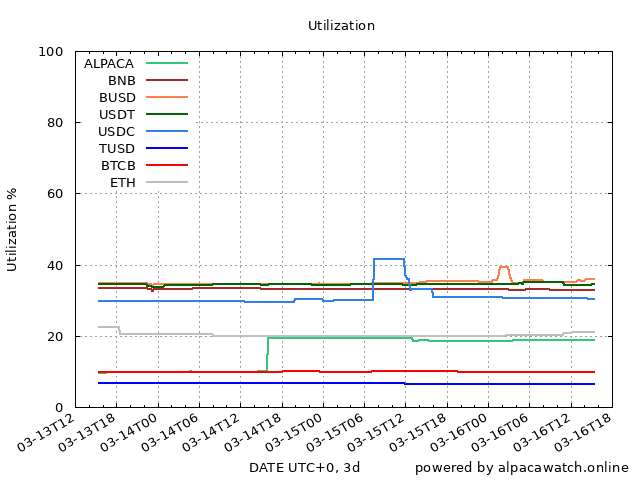 Utilization
100
80
60
40
20
0
Utilization %
ALPACA
BNB
BUSD
USDT
USDC
TUSD
BTCB
ETH
03-13T12
03-13T18
03-14T00
03-14T06
03-14T12
03-14T18
03-15T00
03-15T06
03-15T12
03-15T18
03-16T00
03-16T06
03-16T12
03-16T18
DATE UTC+0, 3d
powered by alpacawatch.online